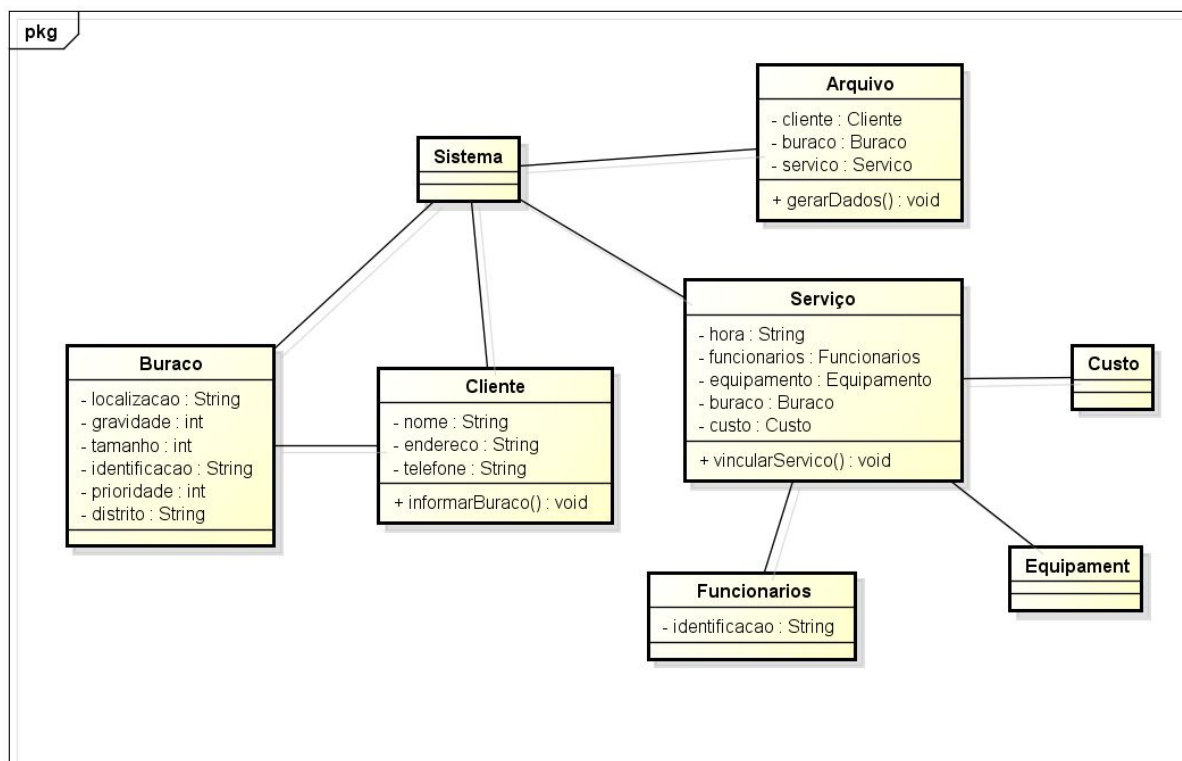 pkg
Arquivo
- cliente : Cliente
- buraco : Buraco
- servico : Servico
+ gerarDados() : void
Sistema
Serviço
- hora : String
- funcionarios : Funcionarios
- equipamento : Equipamento
- buraco : Buraco
- custo : Custo
+ vincularServico() : void
Buraco
- localizacao : String
- gravidade : int
- tamanho : int
- identificacao : String
- prioridade : int
- distrito : String
Cliente
- nome : String
- endereco : String
- telefone : String
+ informarBuraco() : void
Custo
Funcionarios
- identificacao : String
Equipament